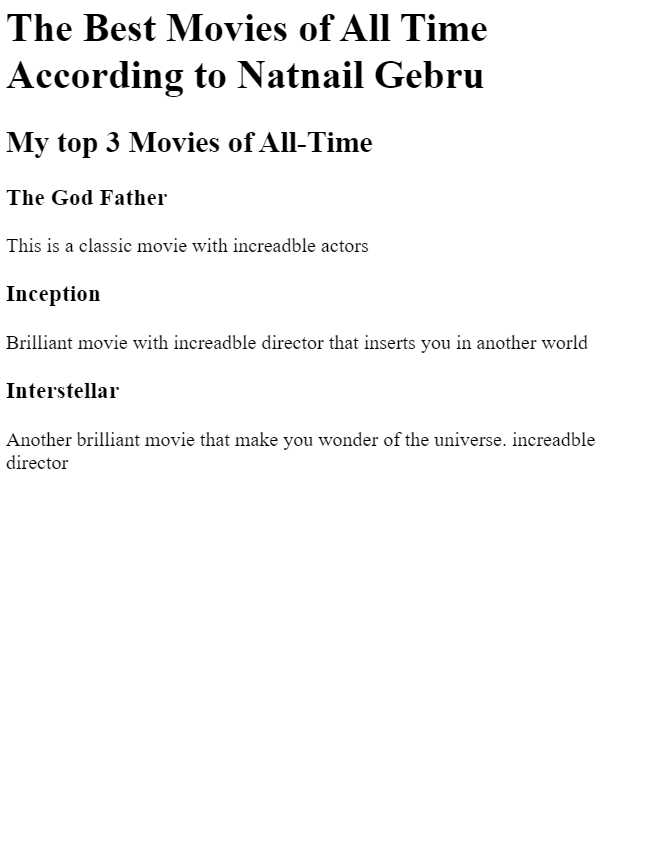 The Best Movies of All Time
According to Natnail Gebru
My top 3 Movies of All-Time
The God Father
This is a classic movie with increadble actors
Inception
Brilliant movie with increadble director that inserts you in another world
Interstellar
Another brilliant movie that make you wonder of the universe. increadble
director